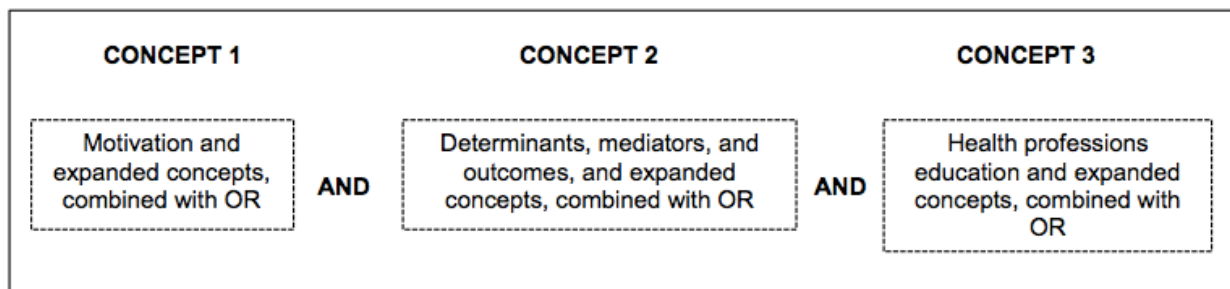 CONCEPT 1
CONCEPT 2
CONCEPT 3
Motivation and
expanded concepts,
combined with OR
AND
Determinants, mediators, and
outcomes, and expanded
concepts, combined with OR
AND
Health professions
education and expanded
concepts, combined with
OR